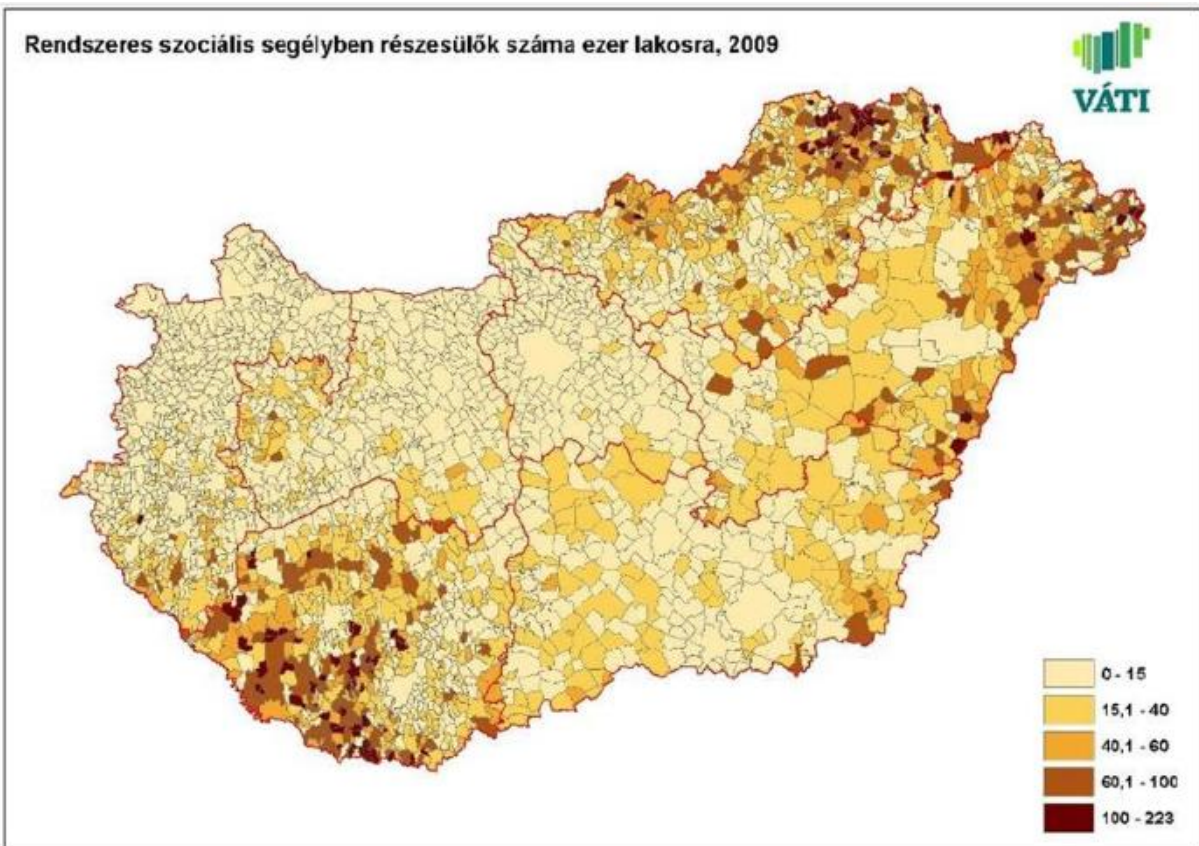 Rendszeres szociális segélyben részesülők száma ezer lakosra, 2009
VÁTI
0 - 15
15,1 - 40
40,1 - 60
60,1 - 100
100 - 223